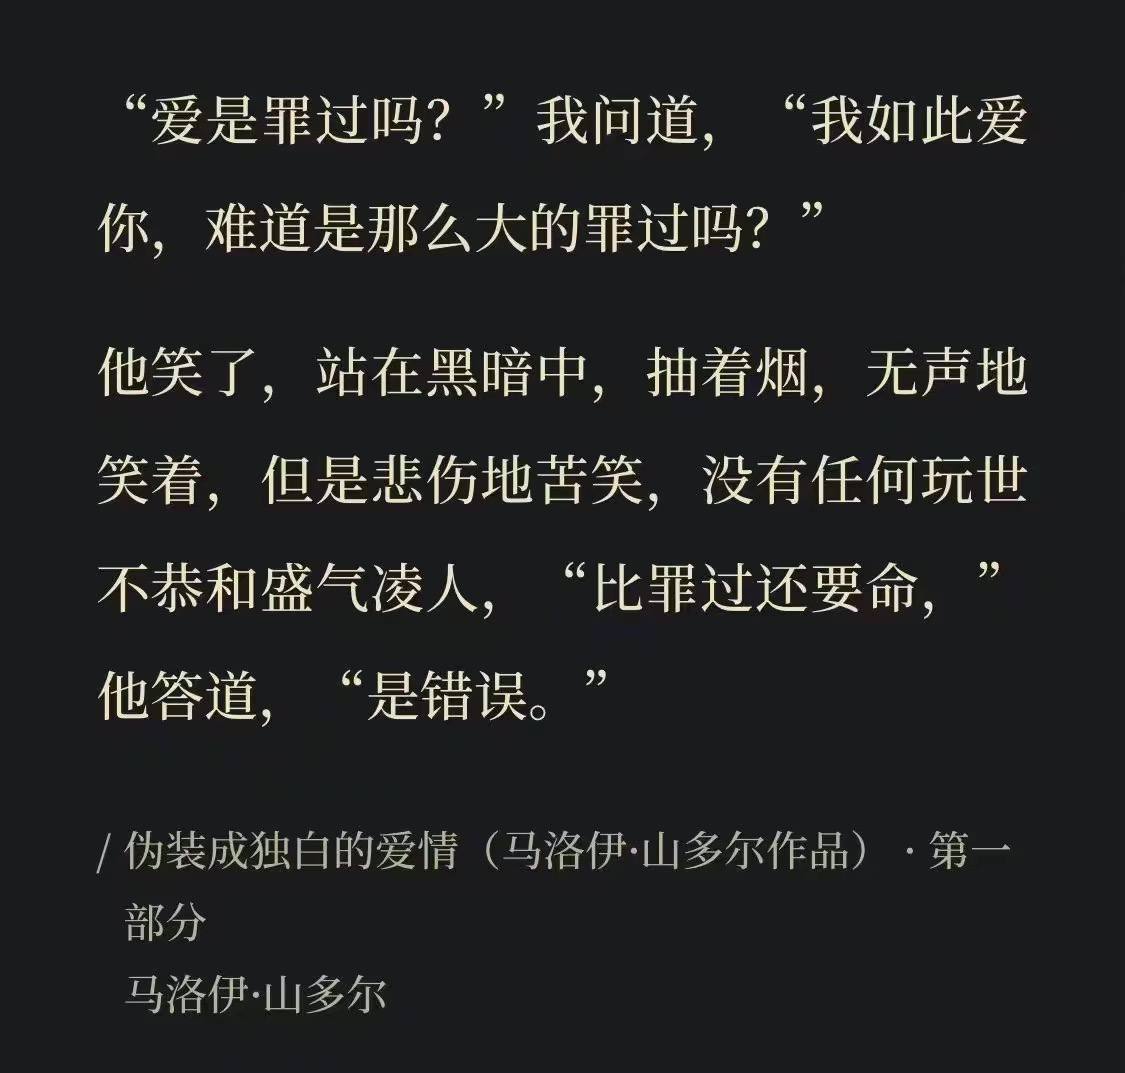 “爱是罪过吗？”我问道，“我如此爱
你，难道是那么大的罪过吗？”
他笑了，站在黑暗中，抽着烟，无声地
笑着，但是悲伤地苦笑，没有任何玩世
不恭和盛气凌人，“比罪过还要命，”
他答道，“是错误。”
/ 伪装成独白的爱情（马洛伊·山多尔作品） · 第一
部分
马洛伊·山多尔